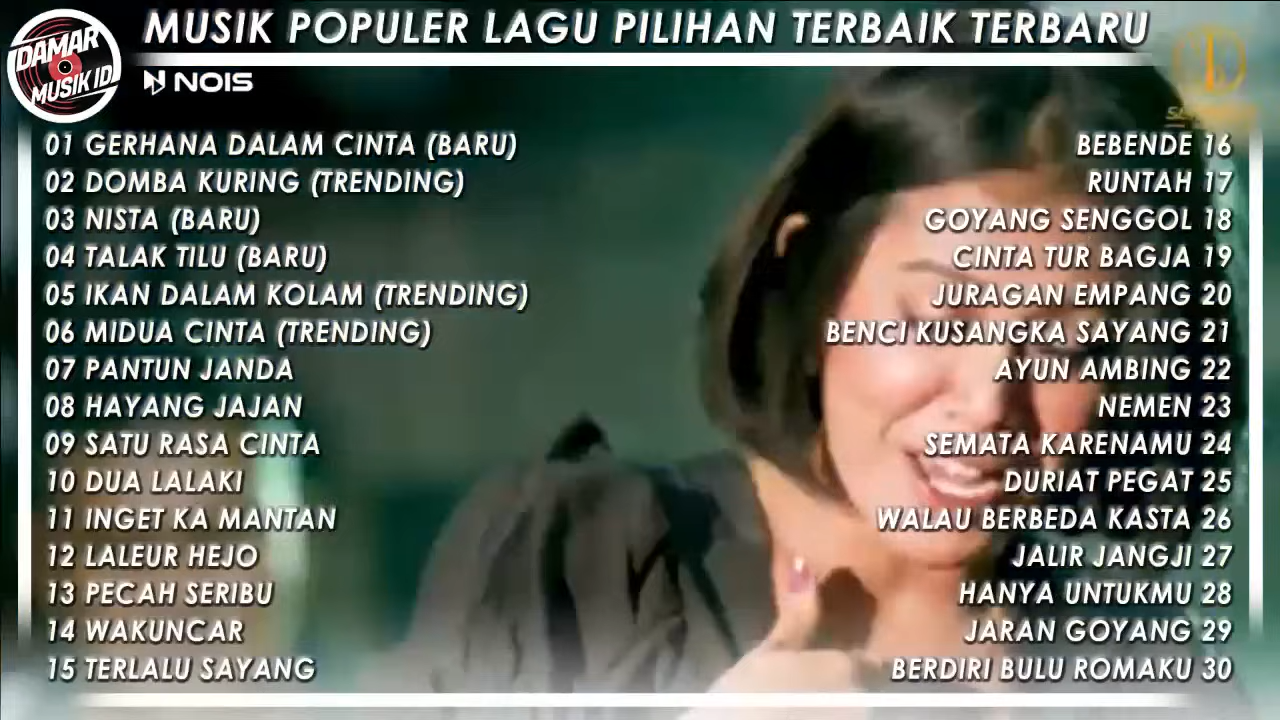 DAMAR
MUSIK ID
MUSIK POPULER LAGU PILIHAN TERBAIK TERBARU
NOIS
01 GERHANA DALAM CINTA (BARU)
02 DOMBA KURING (TRENDING)
03 NISTA (BARU)
04 TALAK TILU (BARU)
05 IKAN DALAM KOLAM (TRENDING)
06 MIDUA CINTA (TRENDING)
07 PANTUN JANDA
08 HAYANG JAJAN
09 SATU RASA CINTA
10 DUA LALAKI
11 INGET KA MANTAN
12 LALEUR HEJO
13 PECAH SERIBU
14 WAKUNCAR
15 TERLALU SAYANG
BEBENDE 16
RUNTAH 17
GOYANG SENGGOL 18
CINTA TUR BAGJA 19
JURAGAN EMPANG 20
BENCI KUSANGKA SAYANG 21
AYUN AMBING 22
NEMEN 23
SEMATA KARENAMU 24
DURIAT PEGAT 25
WALAU BERBEDA KASTA 26
JALIR JANGJI 27
HANYA UNTUKMU 28
JARAN GOYANG 29
BERDIRI BULU ROMAKU 30